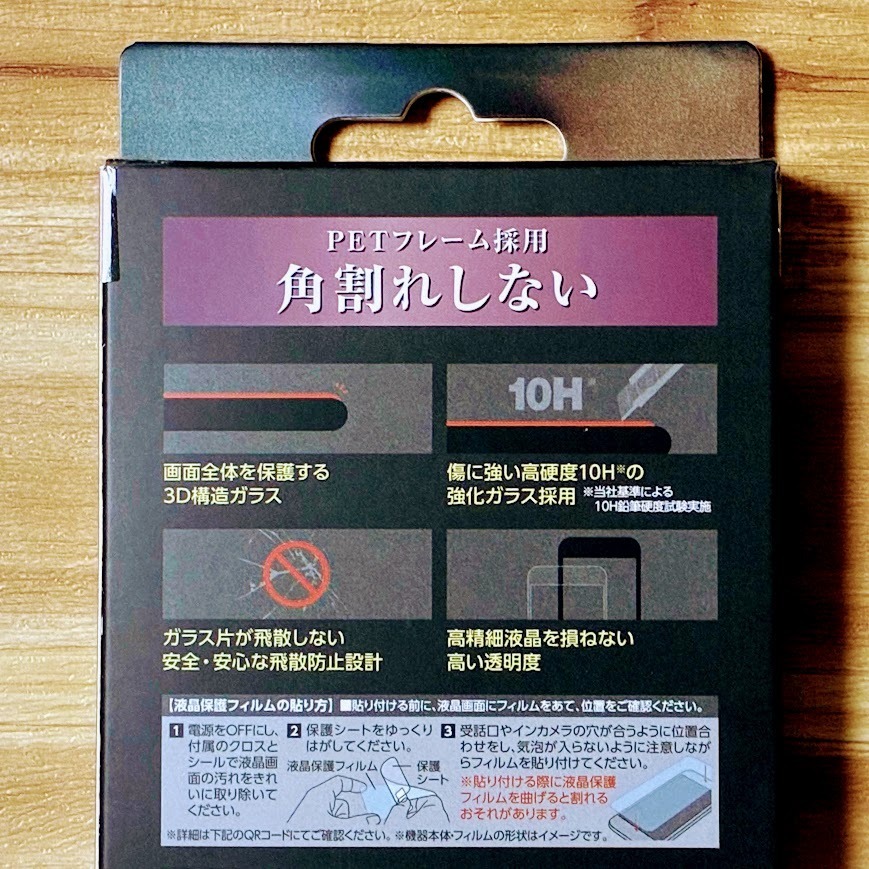 PETフレーム採用
角割れしない
画面全体を保護する
3D構造ガラス
10H※
傷に強い高硬度10H※の
強化ガラス採用
※当社基準による
10H鉛筆硬度試験実施
ガラス片が飛散しない
安全・安心な飛散防止設計
高精細液晶を損ねない
高い透明度
【液晶保護フィルムの貼り方】 ■貼り付ける前に、液晶画面にフィルムをあて、位置をご確認ください。
1 電源をOFFにし、
付属のクロスと
シールで液晶画
面の汚れをきれ
いに取り除いて
ください。
2 保護シートをゆっくり
はがしてください。
液晶保護フィルム
保護
シート
3 受話口やインカメラの穴が合うように位置合
わせをし、気泡が入らないように注意しなが
らフィルムを貼り付けてください。
※貼り付ける際に液晶保護
フィルムを曲げると割れる
おそれがあります。
※詳細は下記のQRコードにてご確認ください。※機器本体・フィルムの形状はイメージです。